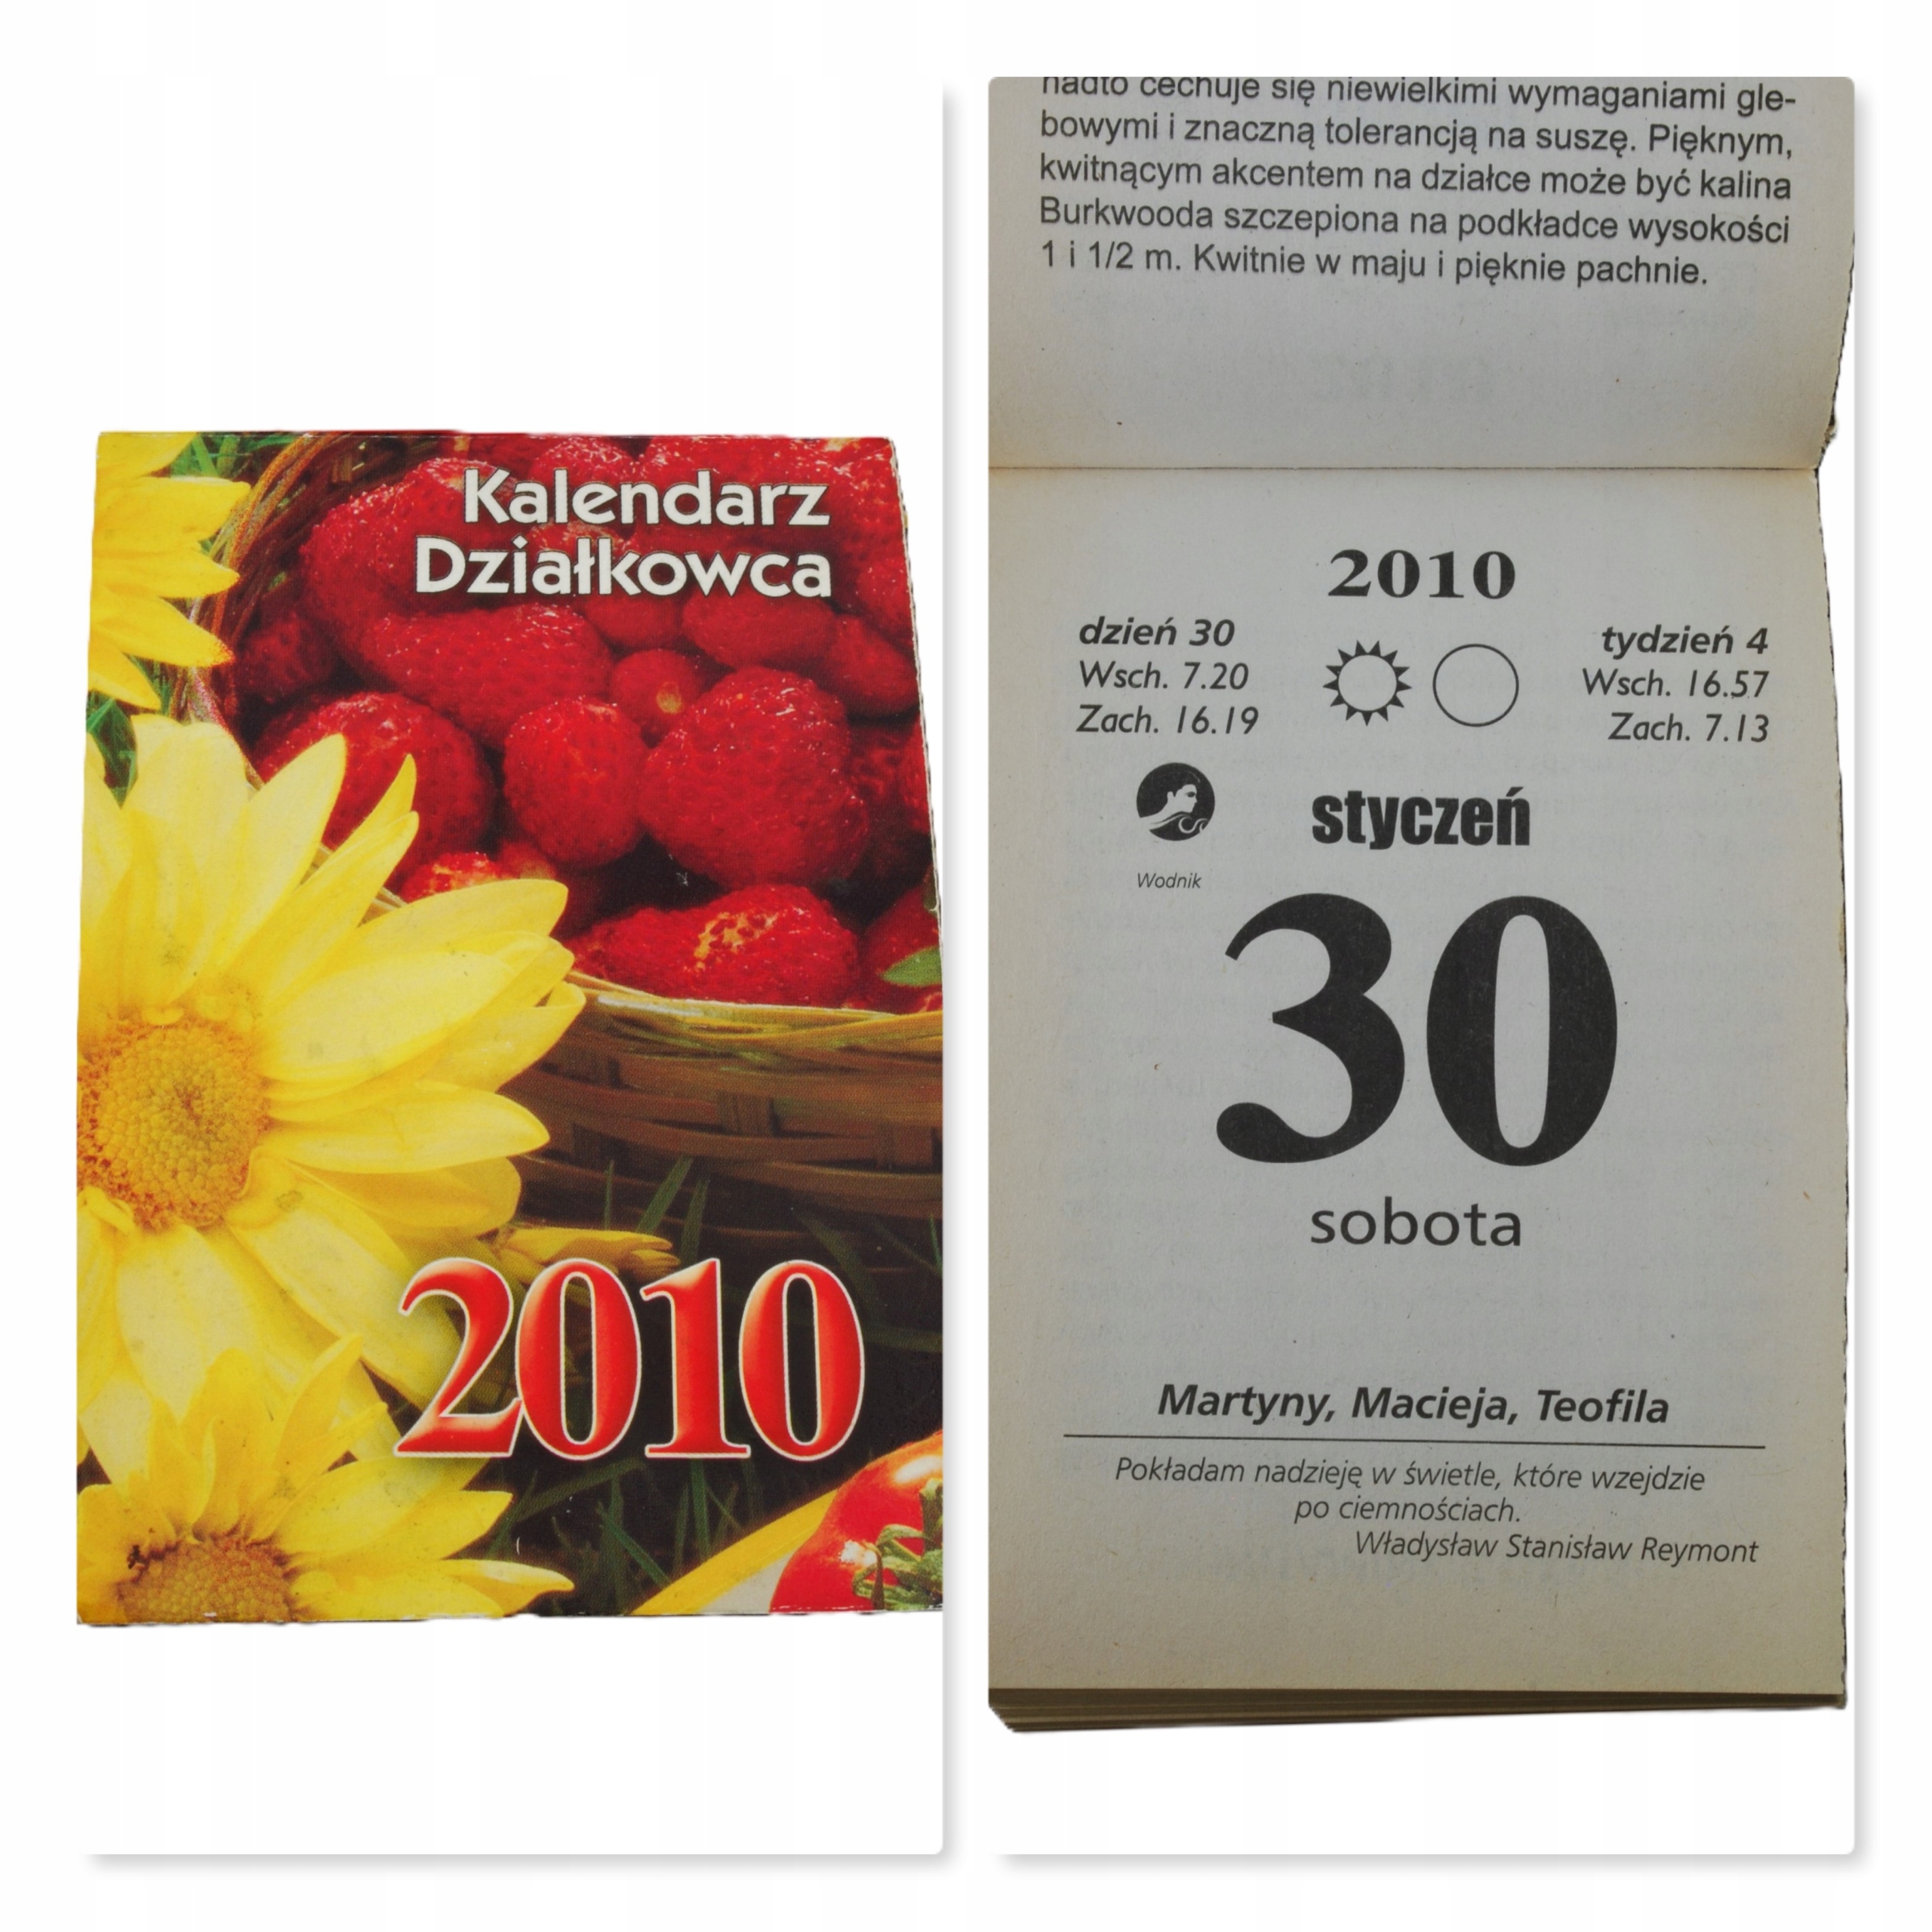 Kalendarz
Działkowca
2010
nadto cechuje się niewielkimi wymaganiami gle-
bowymi i znaczną tolerancją na suszę. Pięknym,
kwitnącym akcentem na działce może być kalina
Burkwooda szczepiona na podkładce wysokości
1 i 1/2 m. Kwitnie w maju i pięknie pachnie.
2010
dzień 30
Wsch. 7.20
Zach. 16.19
tydzień 4
Wsch. 16.57
Zach. 7.13
Wodnik
styczeń
30
sobota
Martyny, Macieja, Teofila
Pokładam nadzieję w świetle, które wzejdzie
po ciemnościach.
Władysław Stanisław Reymont